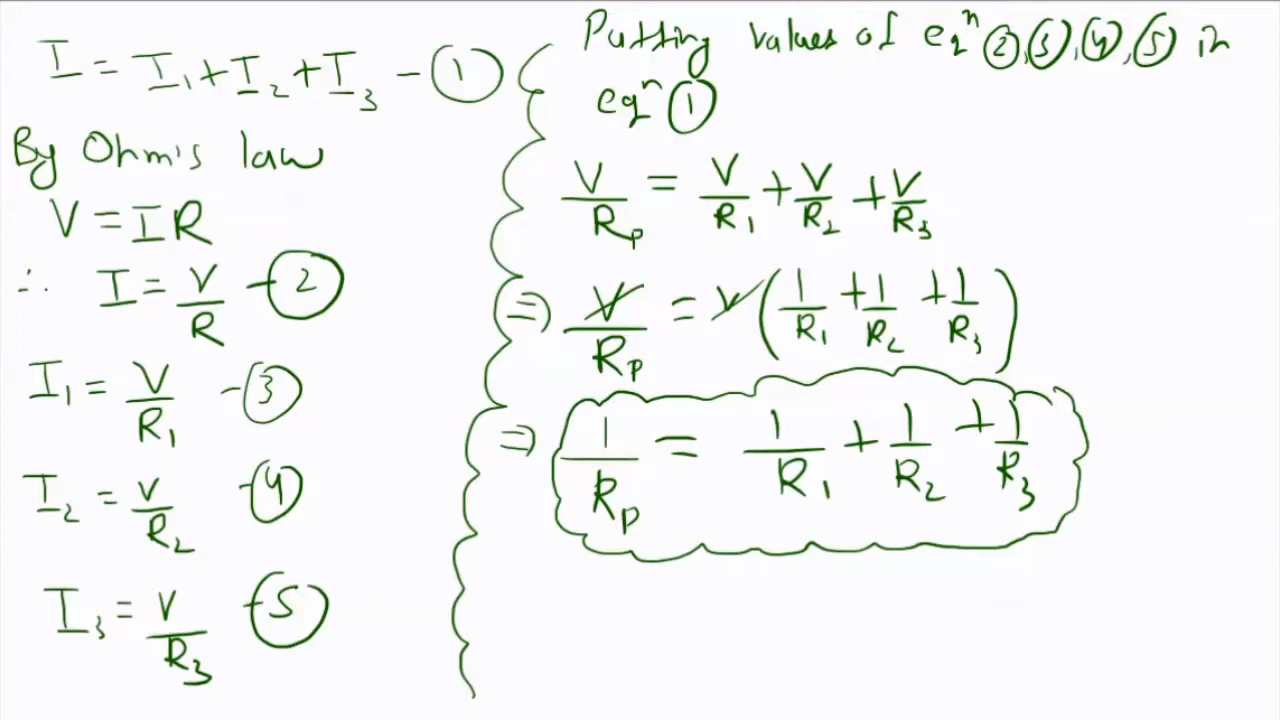 I = I₁ + I₂ + I₃ – ①
By Ohm's law
V = IR
∴ I = V/R – ②
I₁ = V/R₁ – ③
I₂ = V/R₂ – ④
I₃ = V/R₃ – ⑤
Putting values of eqⁿ ②,③,④,⑤ in
eqⁿ ①
V/Rₚ = V/R₁ + V/R₂ + V/R₃
⇒ V/Rₚ = V(1/R₁ + 1/R₂ + 1/R₃)
⇒ 1/Rₚ = 1/R₁ + 1/R₂ + 1/R₃